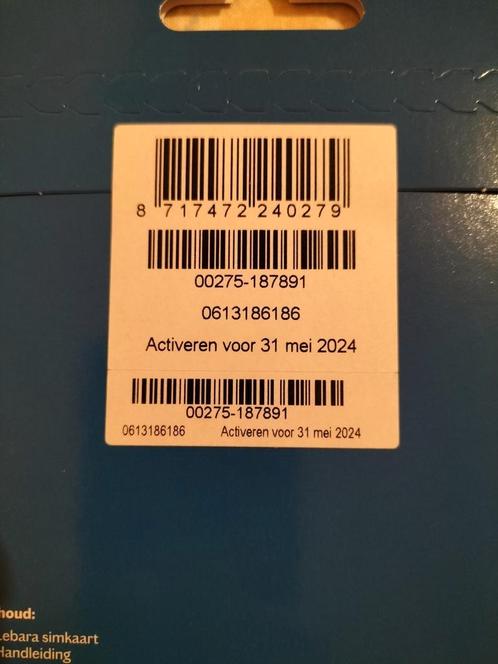 8 717472 240279
00275-187891
0613186186
Activeren voor 31 mei 2024
00275-187891
0613186186 Activeren voor 31 mei 2024
houd:
ebara simkaart
Handleiding